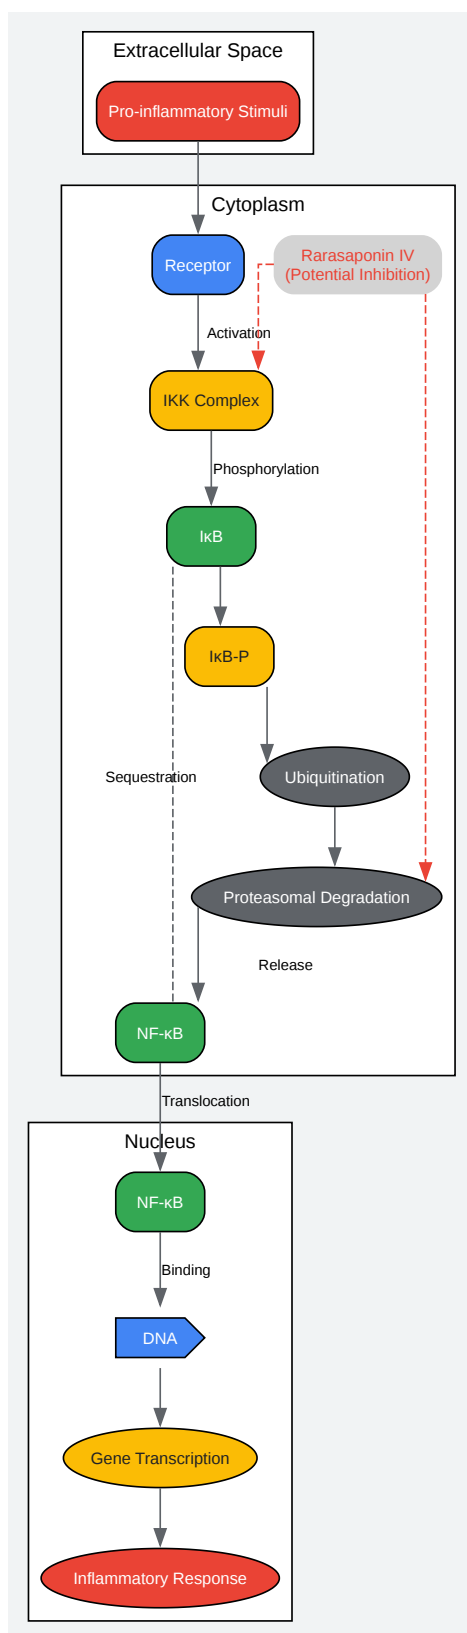 Extracellular Space
Pro-inflammatory Stimuli
Cytoplasm
Receptor
Rarasaponin IV
(Potential Inhibition)
Activation
IKK Complex
Phosphorylation
IκB
IκB-P
Ubiquitination
Sequestration
Proteasomal Degradation
Release
NF-κB
Translocation
Nucleus
NF-κB
Binding
DNA
Gene Transcription
Inflammatory Response